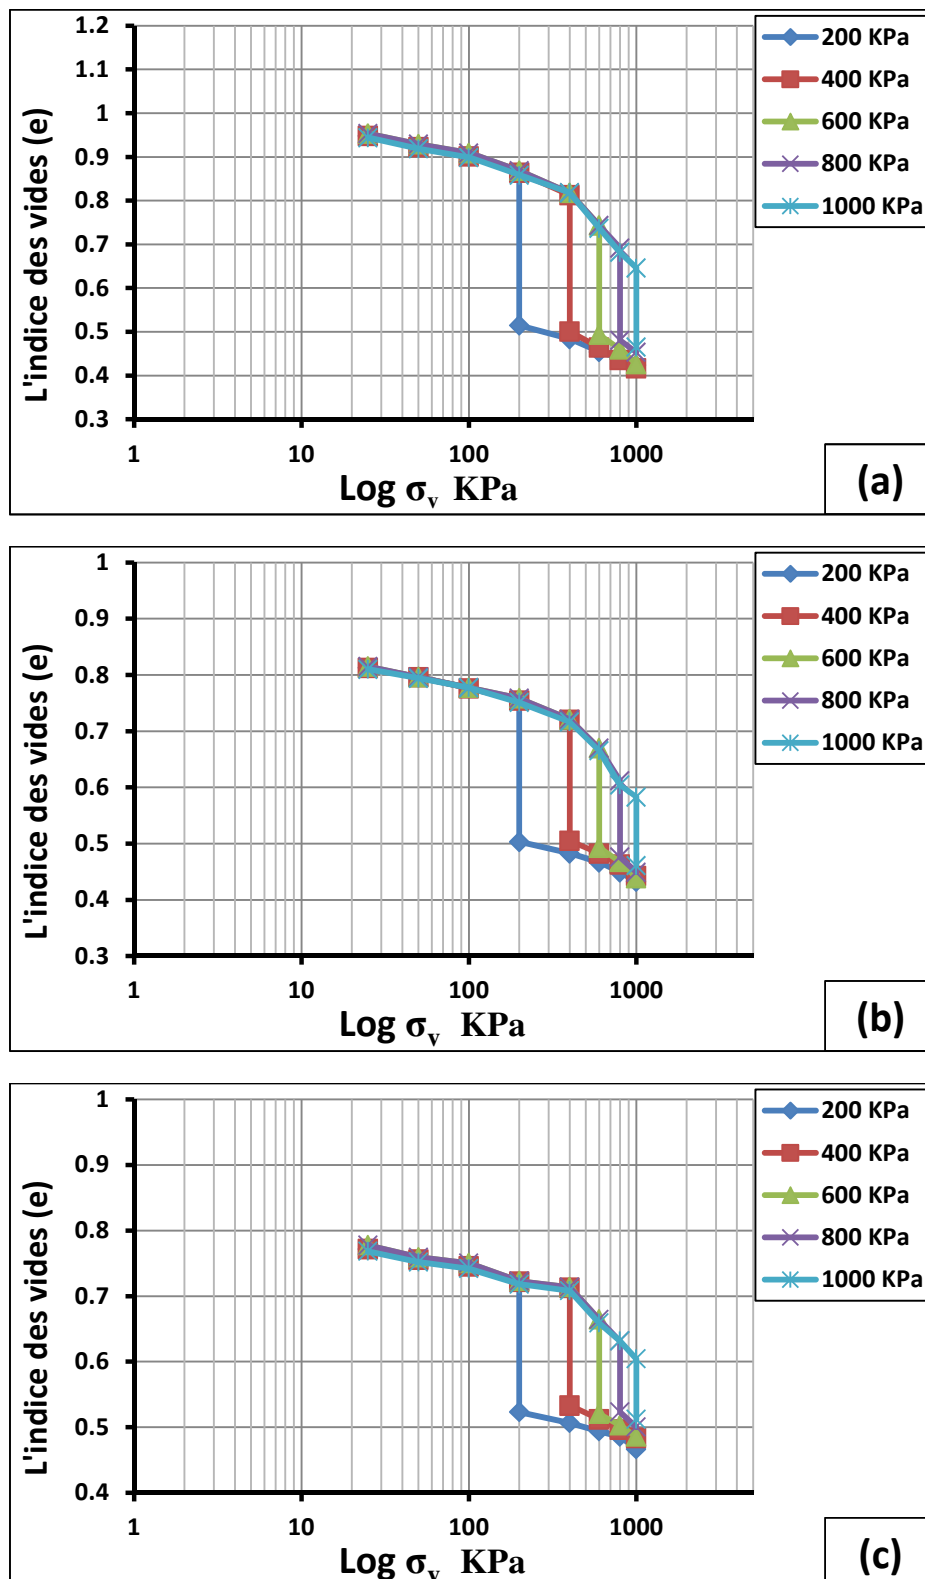 L'indice des vides (e)
1.2
1.1
1
0.9
0.8
0.7
0.6
0.5
0.4
0.3
1 10 100 1000
Log σv KPa
200 KPa
400 KPa
600 KPa
800 KPa
1000 KPa
(a)
L'indice des vides (e)
1
0.9
0.8
0.7
0.6
0.5
0.4
0.3
1 10 100 1000
Log σv KPa
200 KPa
400 KPa
600 KPa
800 KPa
1000 KPa
(b)
L'indice des vides (e)
1
0.9
0.8
0.7
0.6
0.5
0.4
1 10 100 1000
Log σv KPa
200 KPa
400 KPa
600 KPa
800 KPa
1000 KPa
(c)